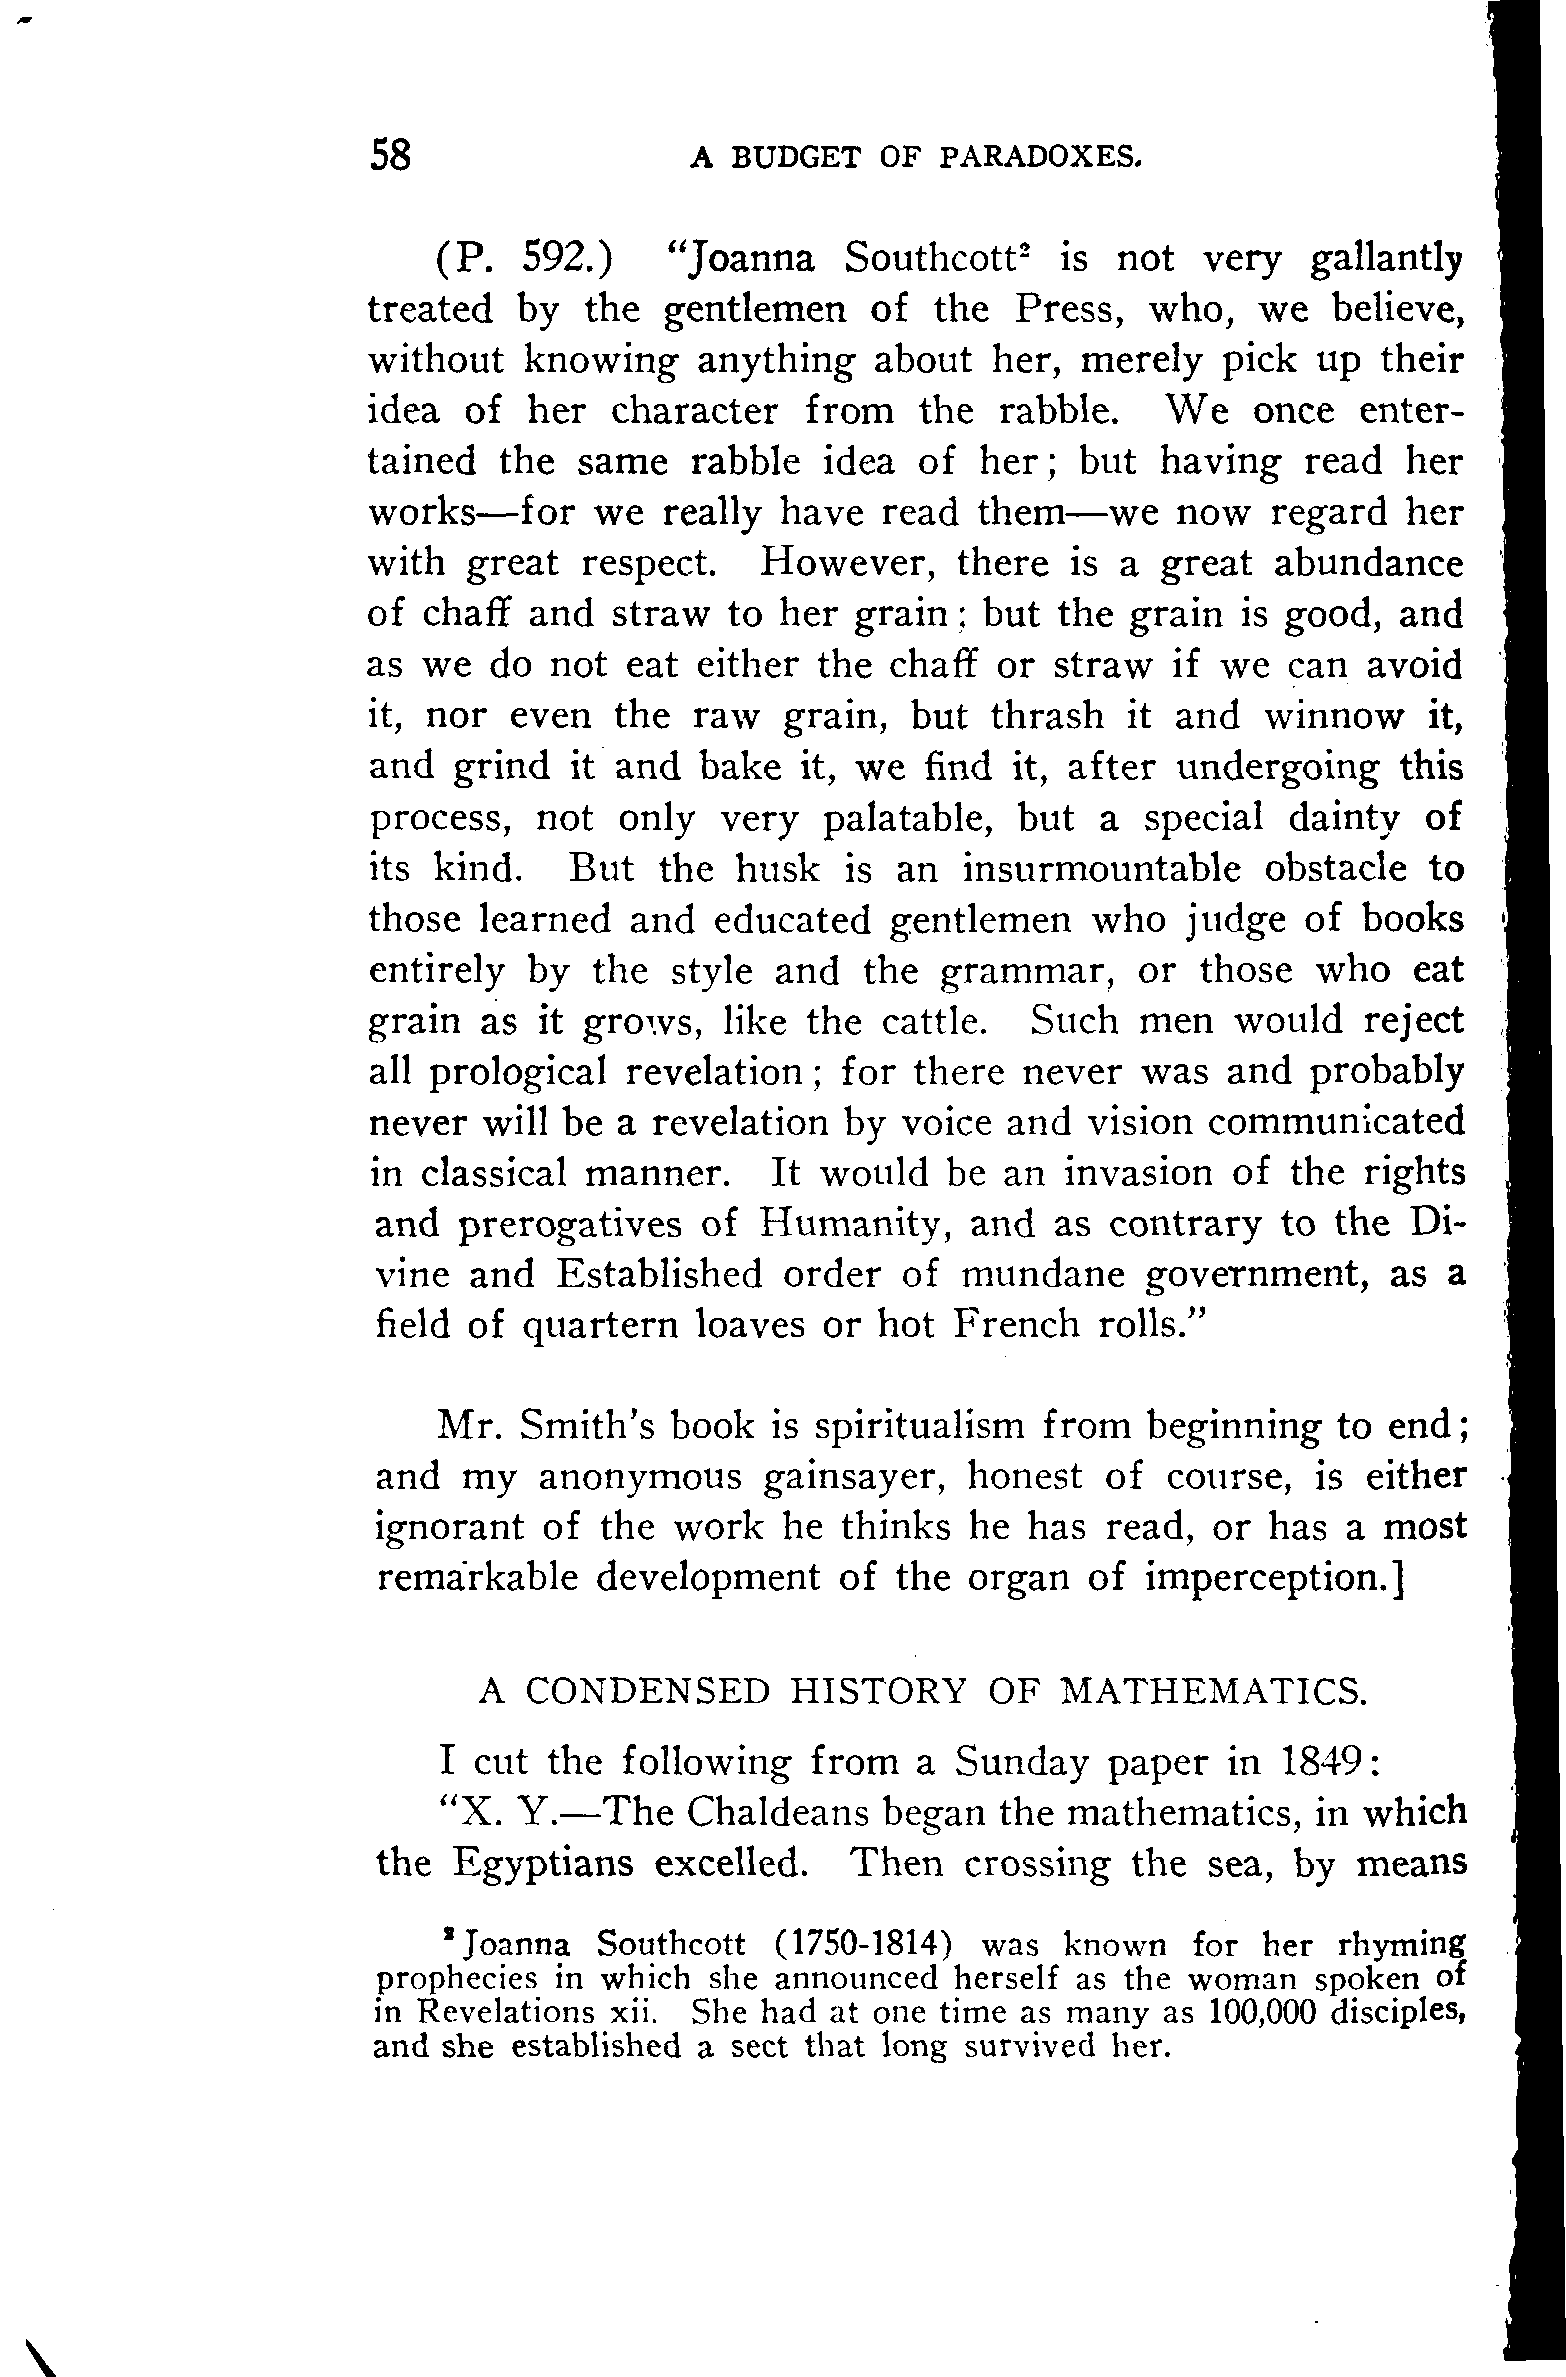 58 A BUDGET OF PARADOXES.
(P. 592.) "Joanna Southcott² is not very gallantly
treated by the gentlemen of the Press, who, we believe,
without knowing anything about her, merely pick up their
idea of her character from the rabble. We once enter-
tained the same rabble idea of her; but having read her
works—for we really have read them—we now regard her
with great respect. However, there is a great abundance
of chaff and straw to her grain; but the grain is good, and
as we do not eat either the chaff or straw if we can avoid
it, nor even the raw grain, but thrash it and winnow it,
and grind it and bake it, we find it, after undergoing this
process, not only very palatable, but a special dainty of
its kind. But the husk is an insurmountable obstacle to
those learned and educated gentlemen who judge of books
entirely by the style and the grammar, or those who eat
grain as it grows, like the cattle. Such men would reject
all prological revelation; for there never was and probably
never will be a revelation by voice and vision communicated
in classical manner. It would be an invasion of the rights
and prerogatives of Humanity, and as contrary to the Di-
vine and Established order of mundane government, as a
field of quartern loaves or hot French rolls."
Mr. Smith's book is spiritualism from beginning to end;
and my anonymous gainsayer, honest of course, is either
ignorant of the work he thinks he has read, or has a most
remarkable development of the organ of imperception.]
A CONDENSED HISTORY OF MATHEMATICS.
I cut the following from a Sunday paper in 1849:
"X. Y.—The Chaldeans began the mathematics, in which
the Egyptians excelled. Then crossing the sea, by means
² Joanna Southcott (1750-1814) was known for her rhyming
prophecies in which she announced herself as the woman spoken of
in Revelations xii. She had at one time as many as 100,000 disciples,
and she established a sect that long survived her.